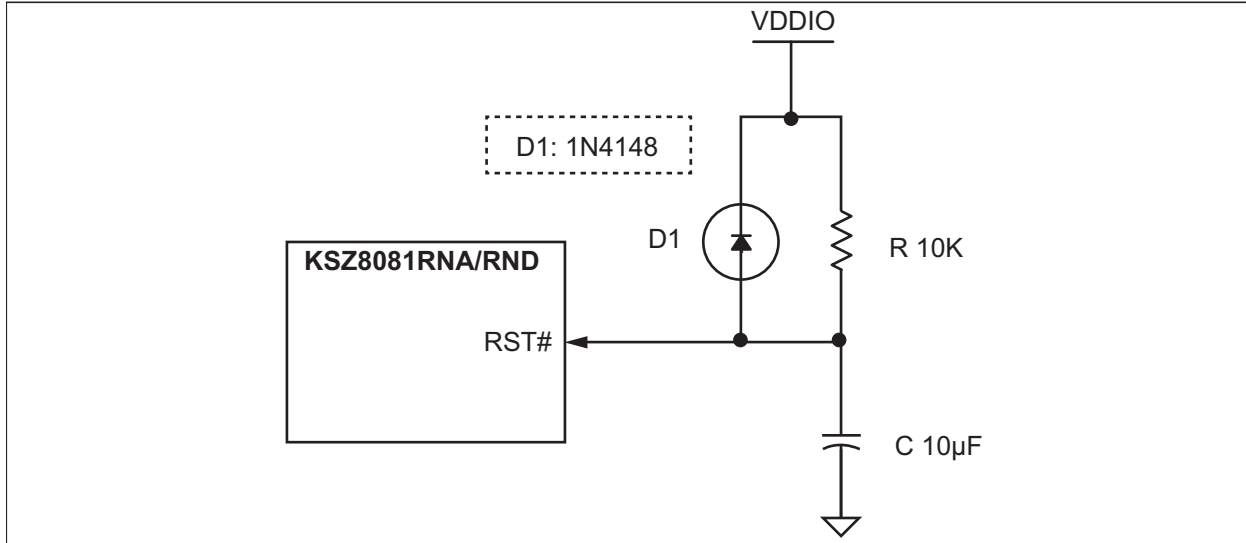 VDDIO
D1: 1N4148
D1
R 10K
KSZ8081RNA/RND
RST#
C 10µF